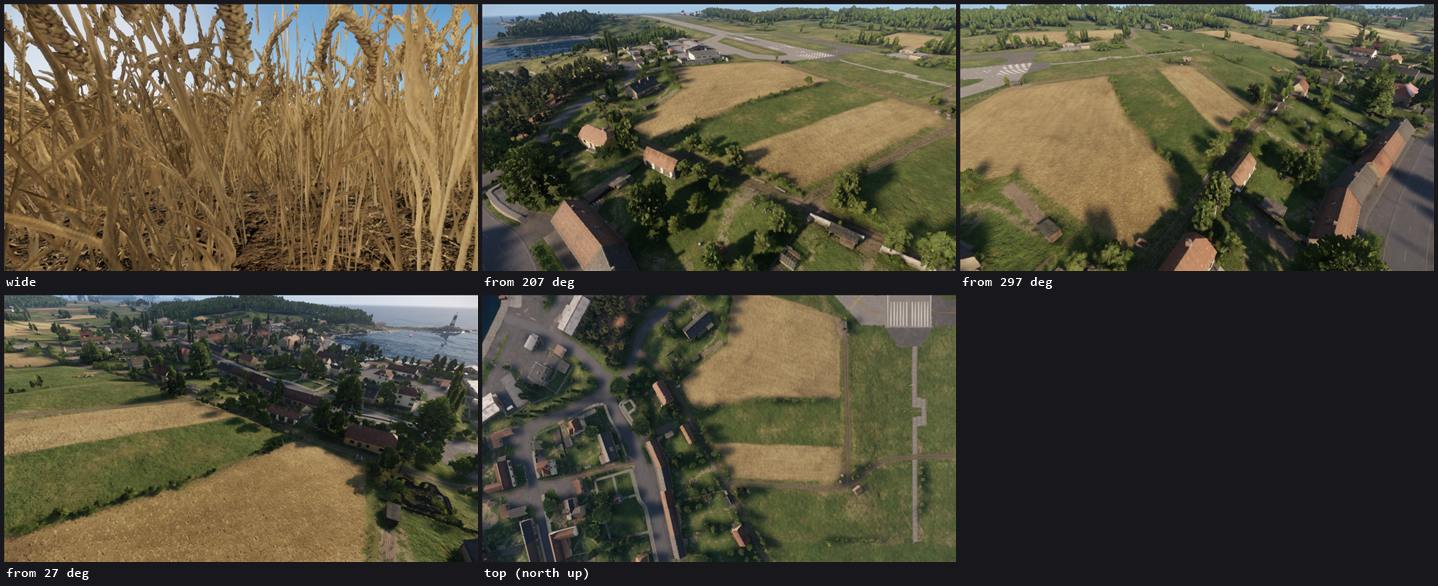 wide
from 207 deg
from 297 deg
from 27 deg
top (north up)